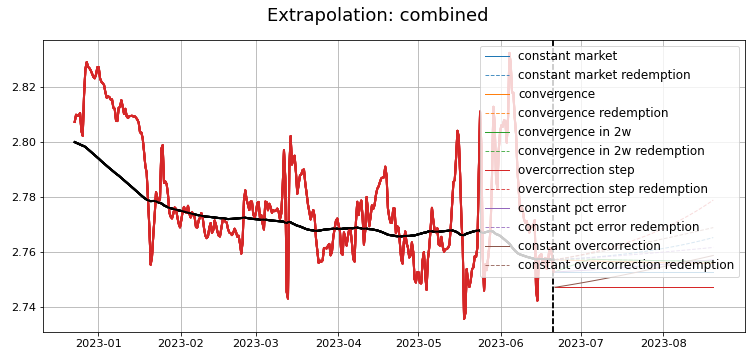 Extrapolation: combined
constant market
constant market redemption
convergence
convergence redemption
convergence in 2w
convergence in 2w redemption
overcorrection step
overcorrection step redemption
constant pct error
constant pct error redemption
constant overcorrection
constant overcorrection redemption
2.82
2.80
2.78
2.76
2.74
2023-01 2023-02 2023-03 2023-04 2023-05 2023-06 2023-07 2023-08